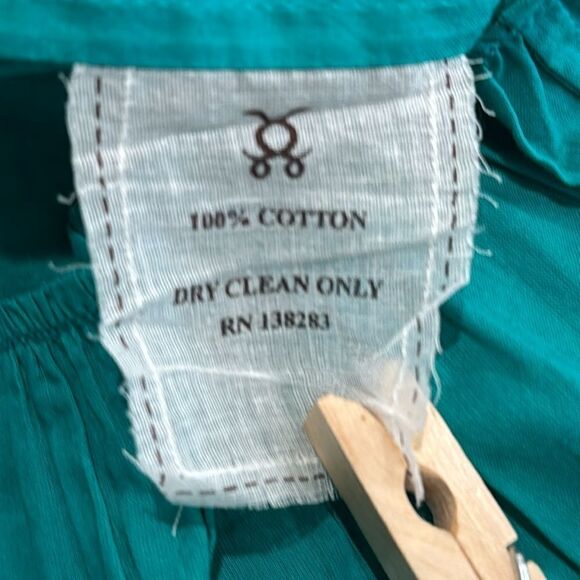 100% COTTON
DRY CLEAN ONLY
RN 138283